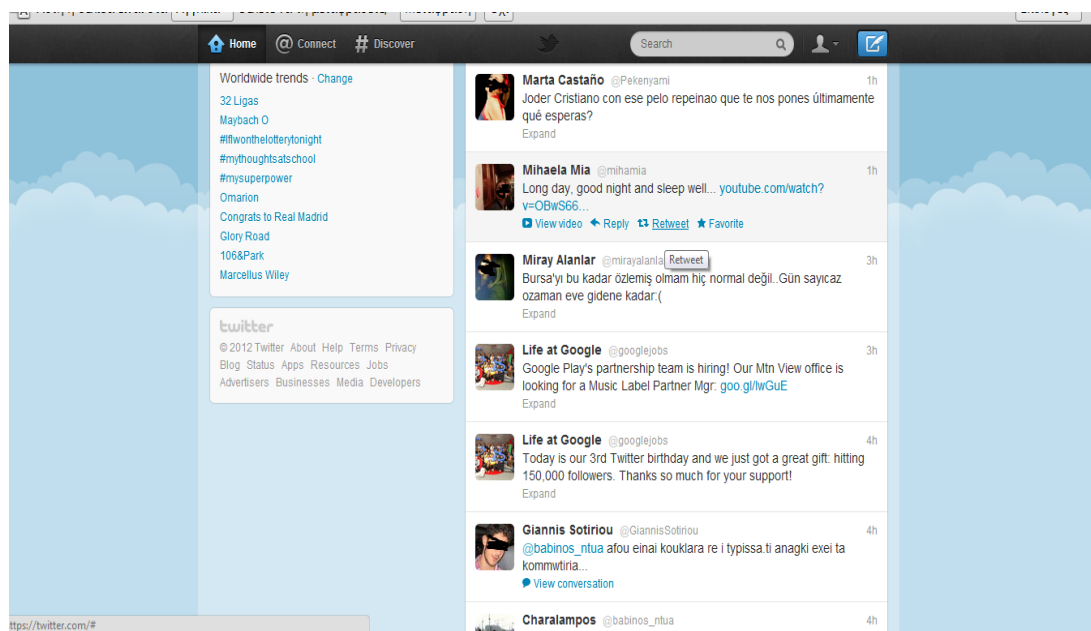 Home Connect Discover Search
Worldwide trends · Change
32 Ligas
Maybach O
#IfIwonthelotterytonight
#mythoughtsatschool
#mysuperpower
Omarion
Congrats to Real Madrid
Glory Road
106&Park
Marcellus Wiley
twitter
© 2012 Twitter About Help Terms Privacy
Blog Status Apps Resources Jobs
Advertisers Businesses Media Developers
Marta Castaño @Pekenyami 1h
Joder Cristiano con ese pelo repeinao que te nos pones últimamente
qué esperas?
Expand
Mihaela Mia @mihamia 1h
Long day, good night and sleep well... youtube.com/watch?
v=OBwS66...
View video Reply Retweet Favorite
Miray Alanlar @mirayalanla Retweet 3h
Bursa'yı bu kadar özlemiş olmam hiç normal değil..Gün sayıcaz
ozaman eve gidene kadar:(
Expand
Life at Google @googlejobs 3h
Google Play's partnership team is hiring! Our Mtn View office is
looking for a Music Label Partner Mgr: goo.gl/lwGuE
Expand
Life at Google @googlejobs 4h
Today is our 3rd Twitter birthday and we just got a great gift: hitting
150,000 followers. Thanks so much for your support!
Expand
Giannis Sotiriou @GiannisSotiriou 4h
@babinos_ntua afou einai kouklara re i typissa.ti anagki exei ta
kommwtiria...
View conversation
Charalampos @babinos_ntua 4h
ttps://twitter.com/#